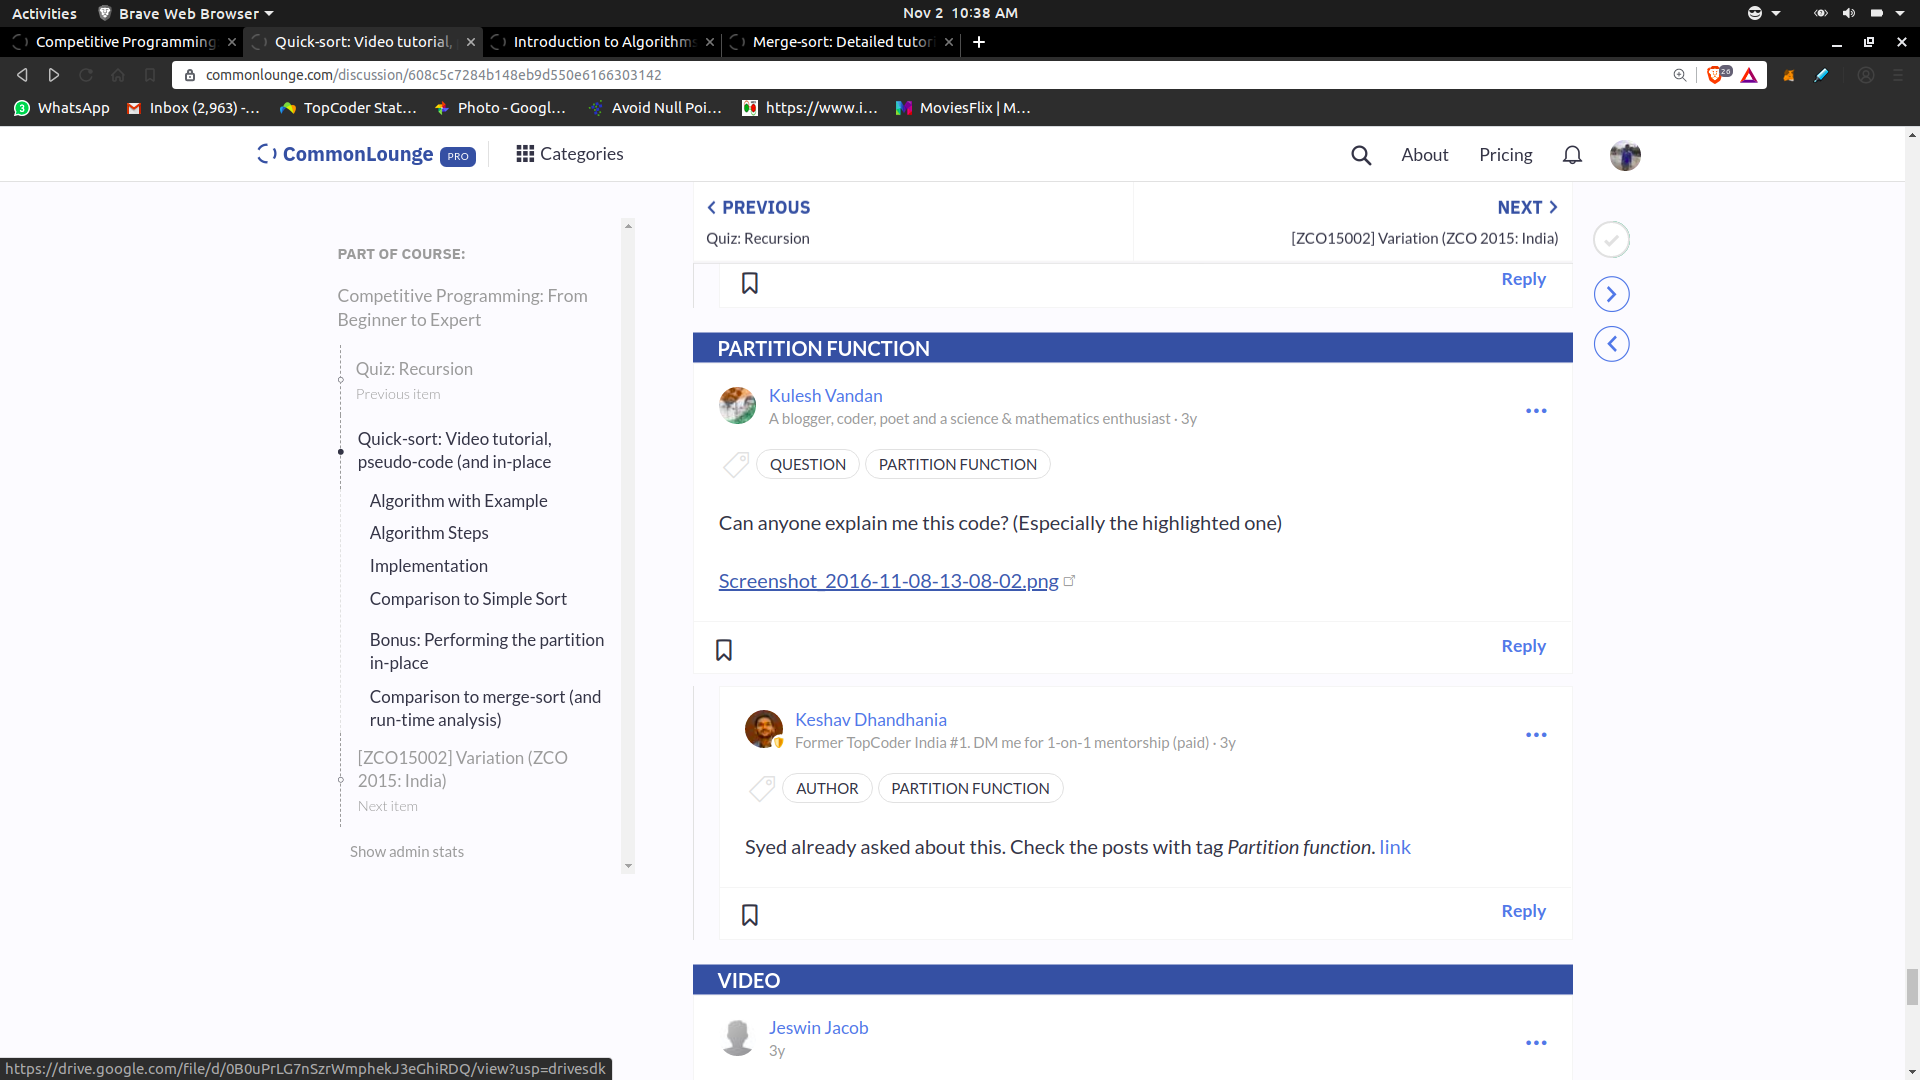 Activities
Brave Web Browser
Nov 2 10:38 AM
Competitive Programming:
Quick-sort: Video tutorial,
Introduction to Algorithms
Merge-sort: Detailed tutori
commonlounge.com/discussion/608c5c7284b148eb9d550e6166303142
26
WhatsApp
Inbox (2,963) -...
TopCoder Stat...
Photo - Googl...
Avoid Null Poi...
https://www.i...
MoviesFlix | M...
CommonLounge PRO
Categories
About
Pricing
PREVIOUS
NEXT
Quiz: Recursion
[ZCO15002] Variation (ZCO 2015: India)
PART OF COURSE:
Competitive Programming: From
Beginner to Expert
Quiz: Recursion
Previous item
Quick-sort: Video tutorial,
pseudo-code (and in-place
Algorithm with Example
Algorithm Steps
Implementation
Comparison to Simple Sort
Bonus: Performing the partition
in-place
Comparison to merge-sort (and
run-time analysis)
[ZCO15002] Variation (ZCO
2015: India)
Next item
Show admin stats
Reply
PARTITION FUNCTION
Kulesh Vandan
A blogger, coder, poet and a science & mathematics enthusiast · 3y
QUESTION
PARTITION FUNCTION
Can anyone explain me this code? (Especially the highlighted one)
Screenshot_2016-11-08-13-08-02.png
Reply
Keshav Dhandhania
Former TopCoder India #1. DM me for 1-on-1 mentorship (paid) · 3y
AUTHOR
PARTITION FUNCTION
Syed already asked about this. Check the posts with tag Partition function. link
Reply
VIDEO
Jeswin Jacob
3y
https://drive.google.com/file/d/0B0uPrLG7nSzrWmphekJ3eGhiRDQ/view?usp=drivesdk